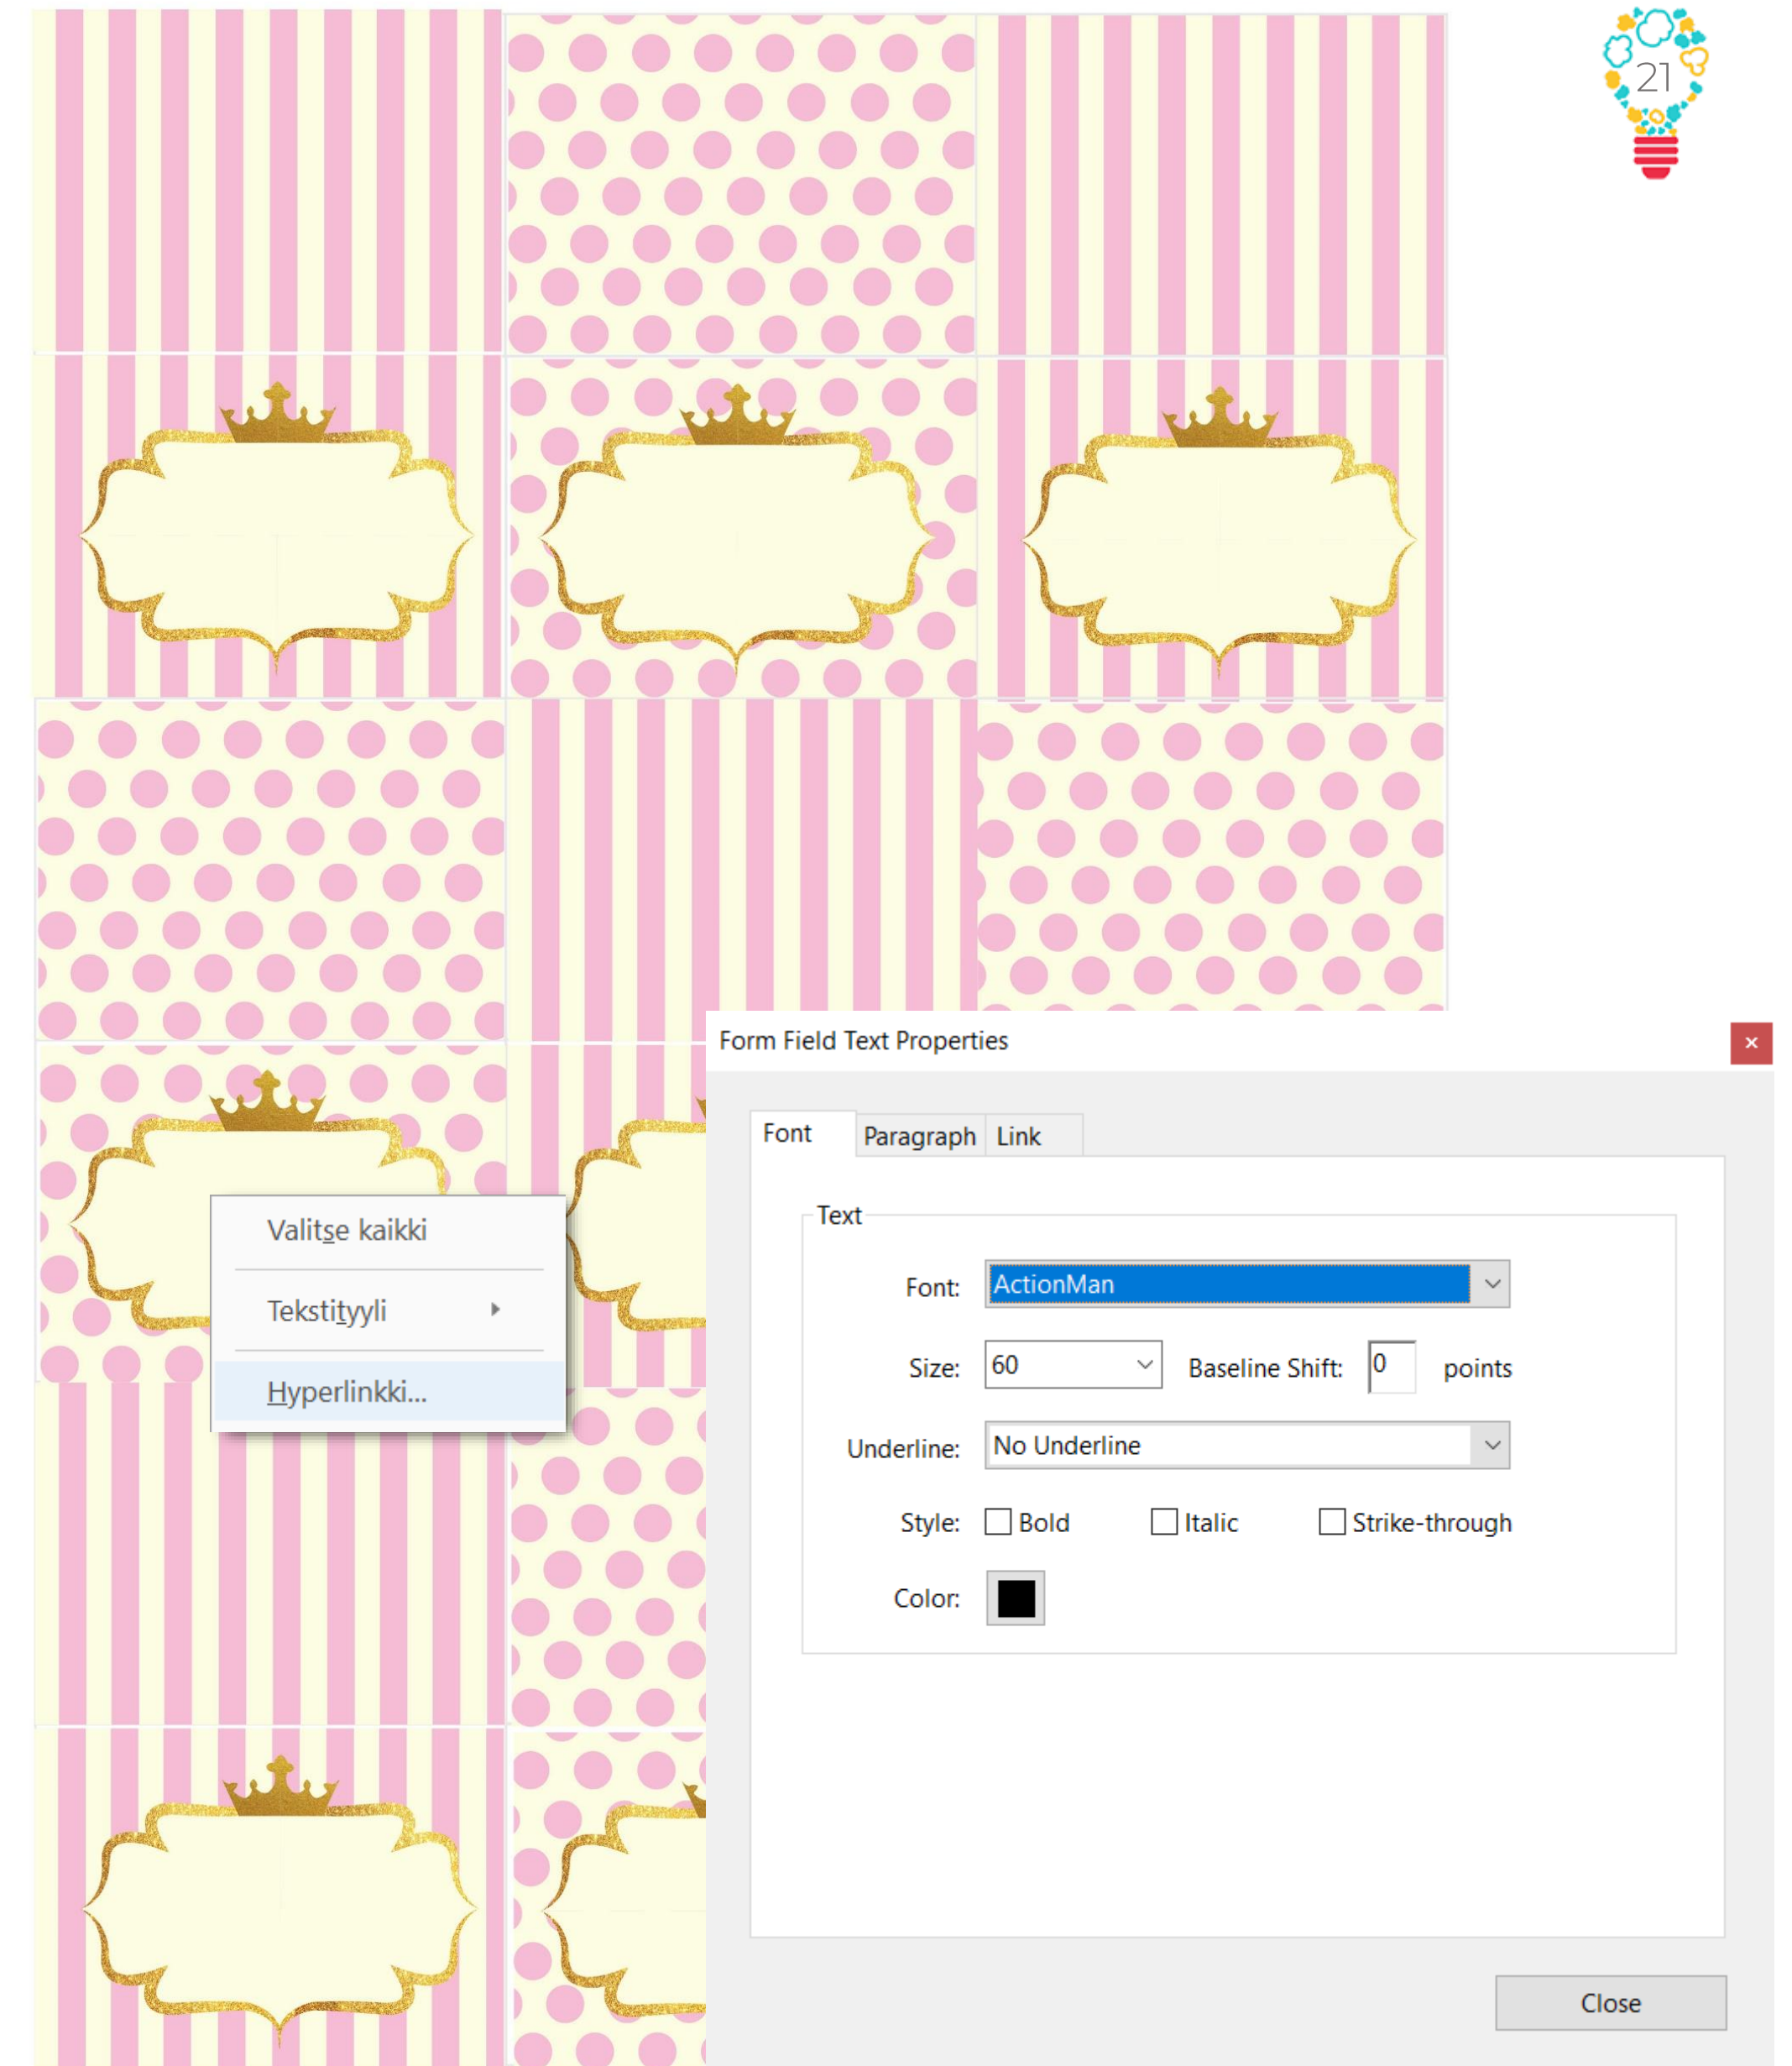 21
Form Field Text Properties
Font Paragraph Link
Text
Font: ActionMan
Size: 60 Baseline Shift: 0 points
Underline: No Underline
Style: Bold Italic Strike-through
Color:
Close
Valitse kaikki
Tekstityyli
Hyperlinkki...